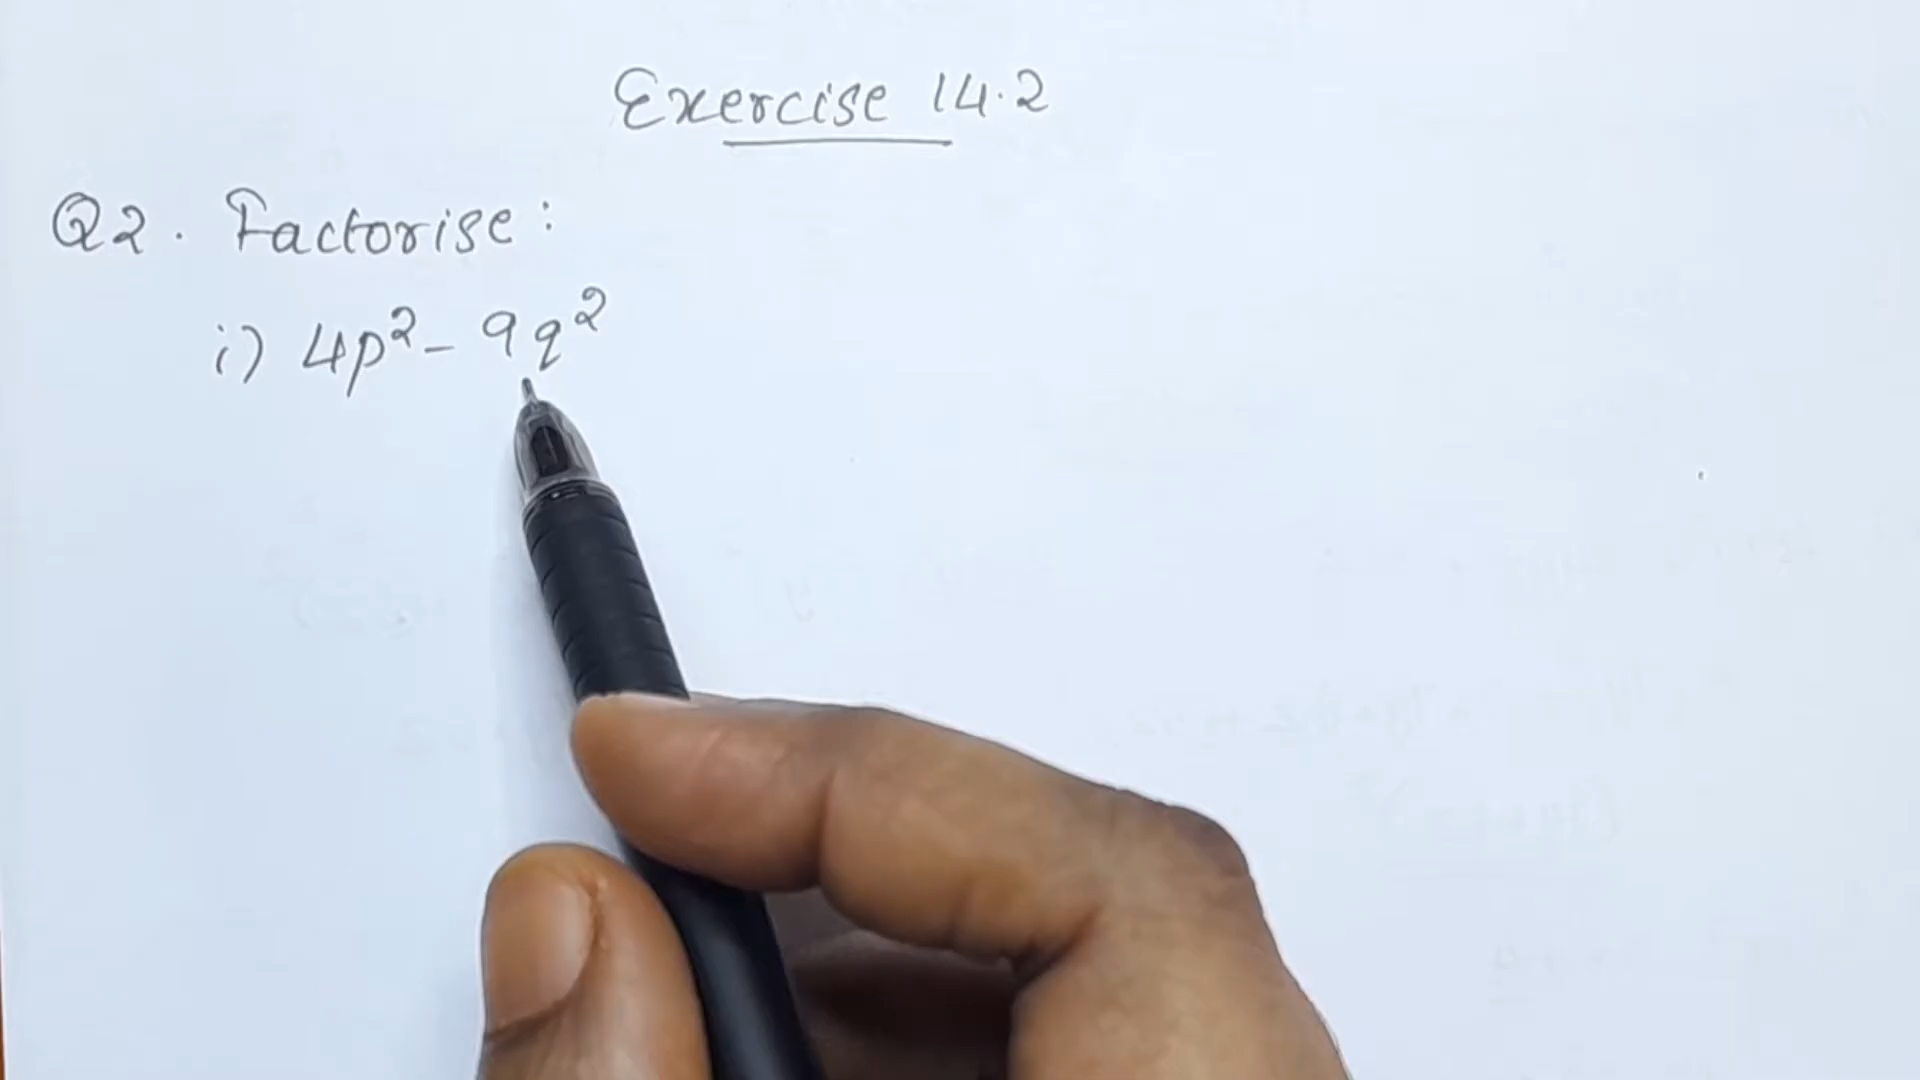 Exercise 14.2
Q2. Factorise:
i) 4p² - 9q²